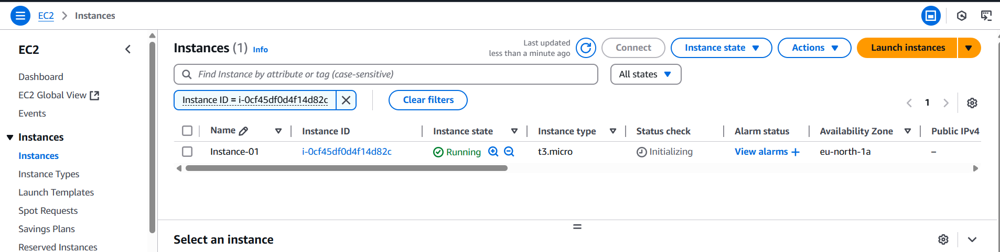 EC2 > Instances
EC2
Dashboard
EC2 Global View
Events
Instances
Instances
Instance Types
Launch Templates
Spot Requests
Savings Plans
Reserved Instances
Instances (1) Info
Last updated
less than a minute ago
Connect
Instance state
Actions
Launch instances
Find Instance by attribute or tag (case-sensitive)
All states
Instance ID = i-0cf45df0d4f14d82c
Clear filters
1
Name Instance ID Instance state Instance type Status check Alarm status Availability Zone Public IPv4
Instance-01 i-0cf45df0d4f14d82c Running t3.micro Initializing View alarms + eu-north-1a –
Select an instance